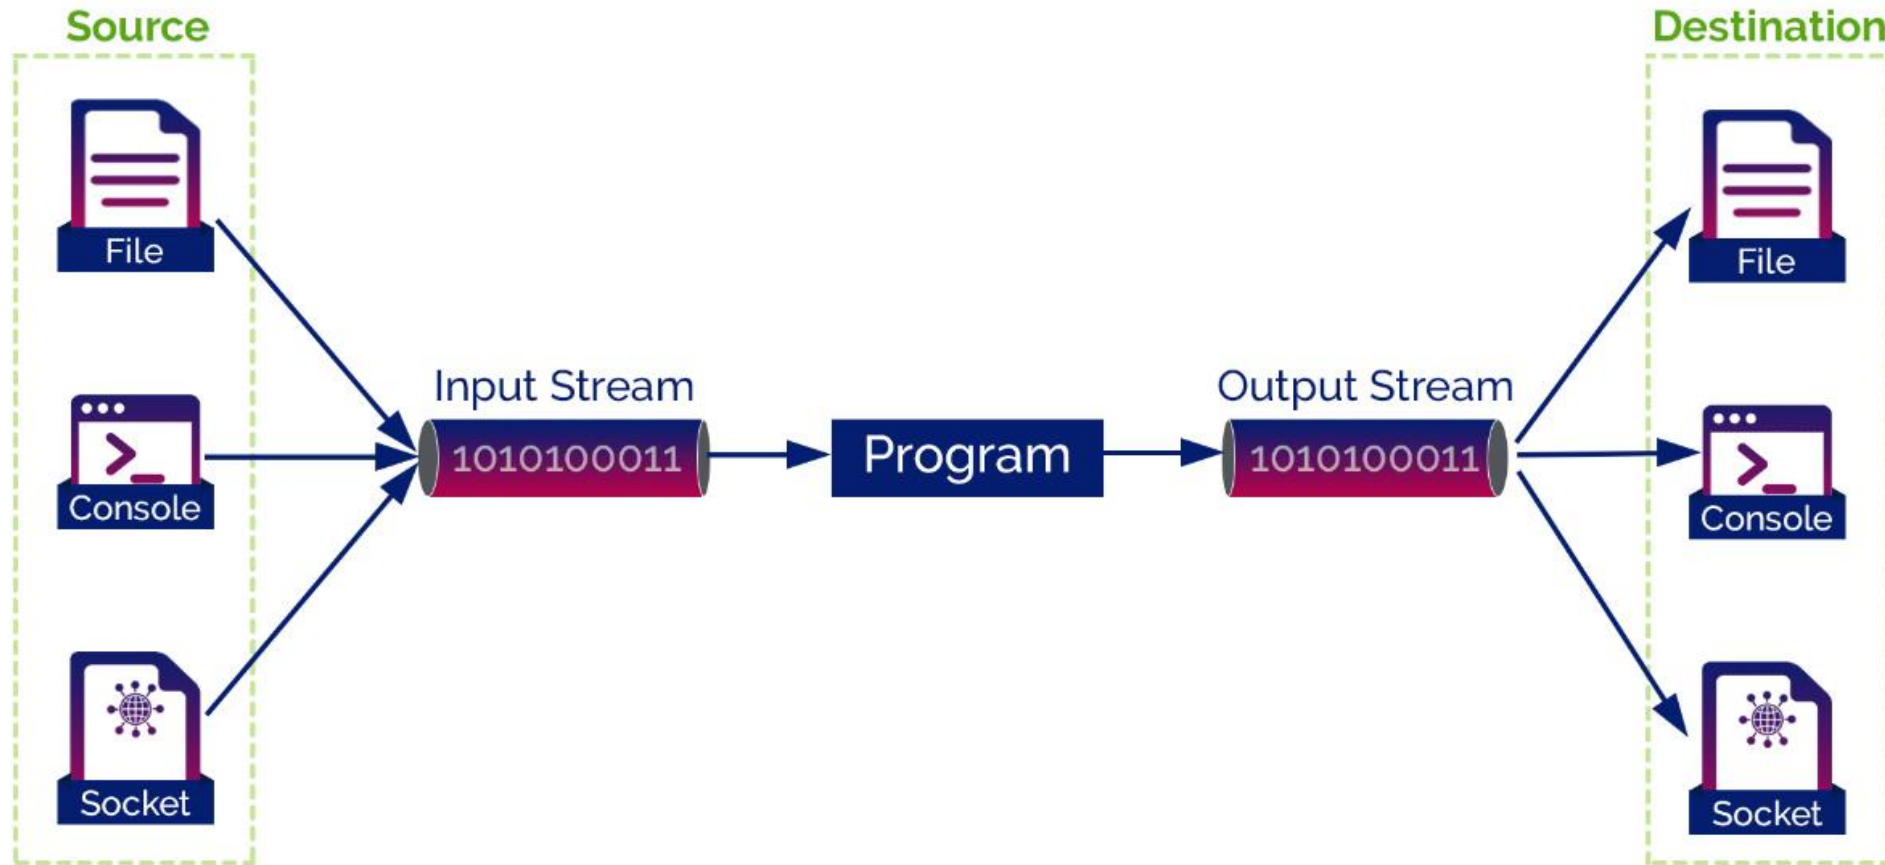 Source
Destination
File
File
Input Stream
Output Stream
1010100011
Program
1010100011
Console
Console
Socket
Socket